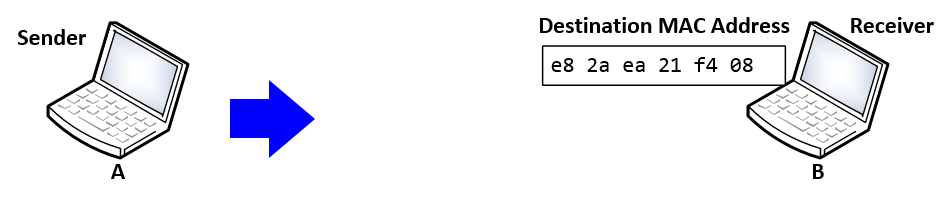 Sender
Destination MAC Address
Receiver
e8 2a ea 21 f4 08
A
B